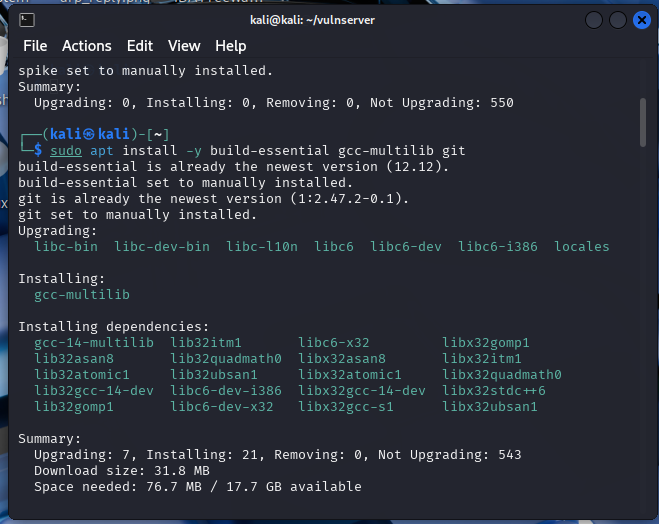 kali@kali: ~/vulnserver
File Actions Edit View Help
spike set to manually installed.
Summary:
  Upgrading: 0, Installing: 0, Removing: 0, Not Upgrading: 550
┌──(kali㉿kali)-[~]
└─$ sudo apt install -y build-essential gcc-multilib git
build-essential is already the newest version (12.12).
build-essential set to manually installed.
git is already the newest version (1:2.47.2-0.1).
git set to manually installed.
Upgrading:
  libc-bin  libc-dev-bin  libc-l10n  libc6  libc6-dev  libc6-i386  locales
Installing:
  gcc-multilib
Installing dependencies:
  gcc-14-multilib  lib32itm1       libc6-x32         libx32gomp1
  lib32asan8       lib32quadmath0  libx32asan8       libx32itm1
  lib32atomic1     lib32ubsan1     libx32atomic1     libx32quadmath0
  lib32gcc-14-dev  libc6-dev-i386  libx32gcc-14-dev  libx32stdc++6
  lib32gomp1       libc6-dev-x32   libx32gcc-s1      libx32ubsan1
Summary:
  Upgrading: 7, Installing: 21, Removing: 0, Not Upgrading: 543
  Download size: 31.8 MB
  Space needed: 76.7 MB / 17.7 GB available